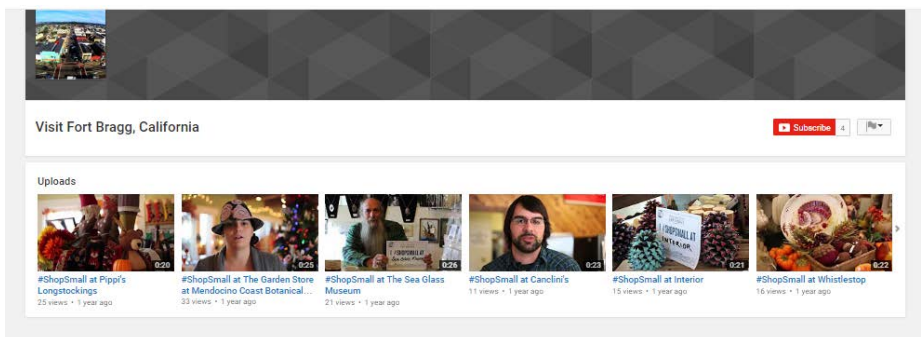 Visit Fort Bragg, California
Subscribe 4
Uploads
0:20
0:25
0:26
0:23
I #SHOPSMALL AT
INTERIOR
0:21
0:22
#ShopSmall at Pippi's
Longstockings
25 views • 1 year ago
#ShopSmall at The Garden Store
at Mendocino Coast Botanical...
33 views • 1 year ago
#ShopSmall at The Sea Glass
Museum
21 views • 1 year ago
#ShopSmall at Canclini's
11 views • 1 year ago
#ShopSmall at Interior
15 views • 1 year ago
#ShopSmall at Whistlestop
16 views • 1 year ago